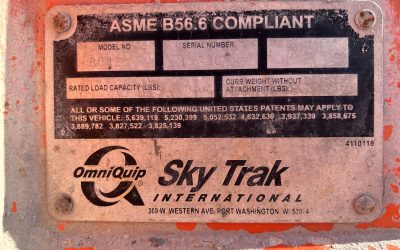 ASME B56.6 COMPLIANT
MODEL NO
SERIAL NUMBER
RATED LOAD CAPACITY (LBS)
CURB WEIGHT WITHOUT
ATTACHMENT (LBS)
ALL OR SOME OF THE FOLLOWING UNITED STATES PATENTS MAY APPLY TO
THIS VEHICLE: 5,639,119 5,230,399 5,052,532 4,632,630 3,937,339 3,858,675
3,889,782 3,827,522 3,825,139
4110118
OmniQuip
Sky Trak
INTERNATIONAL
369 W. WESTERN AVE. PORT WASHINGTON, WI